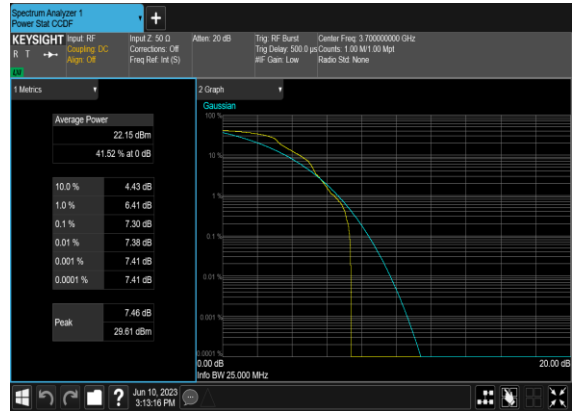 Spectrum Analyzer 1
Power Stat CCDF
+
KEYSIGHT Input: RF Input Z: 50 Ω Atten: 20 dB Trig: RF Burst Center Freq: 3.700000000 GHz
R T Coupling: DC Corrections: Off Trig Delay: 500.0 µs Counts: 1.00 M/1.00 Mpt
Align: Off Freq Ref: Int (S) #IF Gain: Low Radio Std: None
1 Metrics
2 Graph
Gaussian
Average Power
22.15 dBm
41.52 % at 0 dB
10.0 % 4.43 dB
1.0 % 6.41 dB
0.1 % 7.30 dB
0.01 % 7.38 dB
0.001 % 7.41 dB
0.0001 % 7.41 dB
Peak 7.46 dB
29.61 dBm
100 %
10 %
1 %
0.1 %
0.01 %
0.001 %
0.0001 %
0.00 dB 20.00 dB
Info BW 25.000 MHz
? Jun 10, 2023
3:13:16 PM